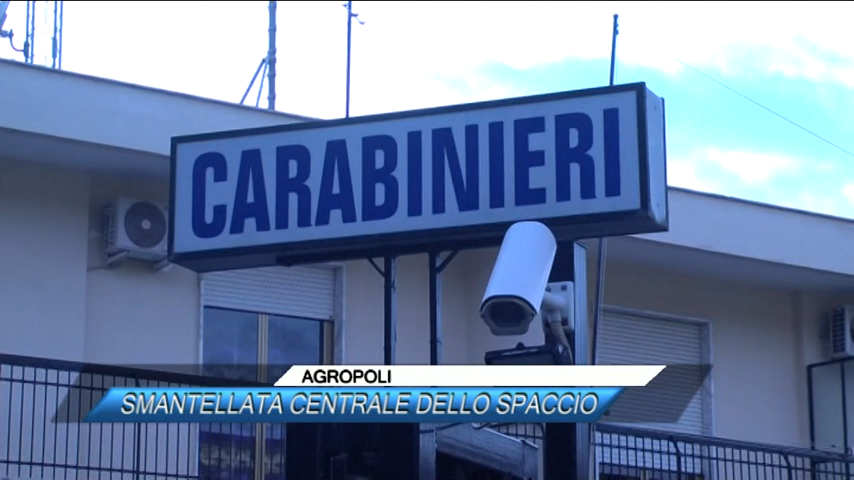 CARABINIERI
AGROPOLI
SMANTELLATA CENTRALE DELLO SPACCIO